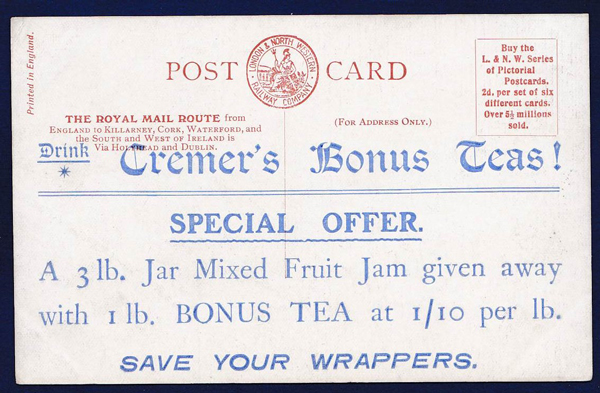 Printed in England.
POST CARD
LONDON & NORTH WESTERN RAILWAY COMPANY
Buy the
L. & N. W. Series
of Pictorial
Postcards.
2d. per set of six
different cards.
Over 5½ millions
sold.
THE ROYAL MAIL ROUTE from
ENGLAND to KILLARNEY, CORK, WATERFORD, and
the SOUTH and WEST OF IRELAND is
Via HOLYHEAD and DUBLIN.
(FOR ADDRESS ONLY.)
Drink Cremer's Bonus Teas!
SPECIAL OFFER.
A 3 lb. Jar Mixed Fruit Jam given away
with 1 lb. BONUS TEA at 1/10 per lb.
SAVE YOUR WRAPPERS.